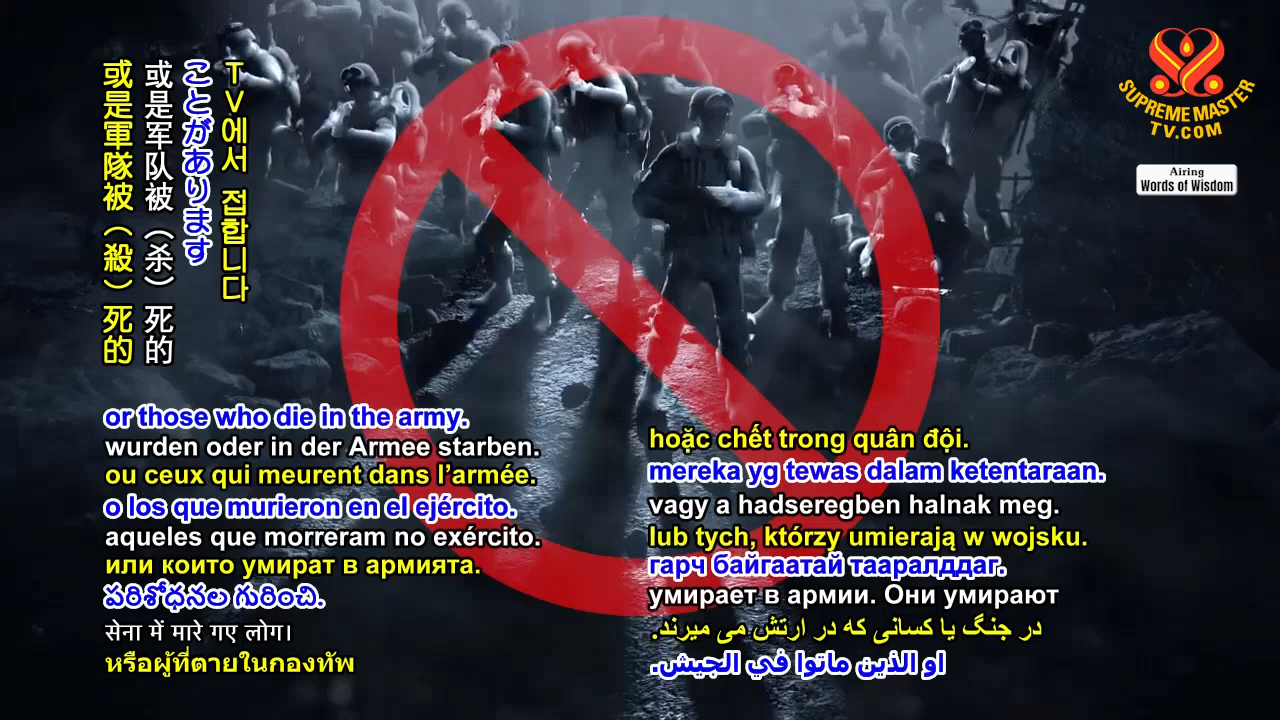 或是軍隊被（殺）死的
或是军队被（杀）死的
ことがあります
TV에서 접합니다
SUPREME MASTER
TV.COM
Airing
Words of Wisdom
or those who die in the army.
wurden oder in der Armee starben.
ou ceux qui meurent dans l’armée.
o los que murieron en el ejército.
aqueles que morreram no exército.
или които умират в армията.
పరిశోధనల గురించి.
सेना में मारे गए लोग।
หรือผู้ที่ตายในกองทัพ
hoặc chết trong quân đội.
mereka yg tewas dalam ketentaraan.
vagy a hadseregben halnak meg.
lub tych, którzy umierają w wojsku.
гарч байгаатай тааралддаг.
умирает в армии. Они умирают
در جنگ یا کسانی که در ارتش می میرند.
او الذين ماتوا في الجيش.